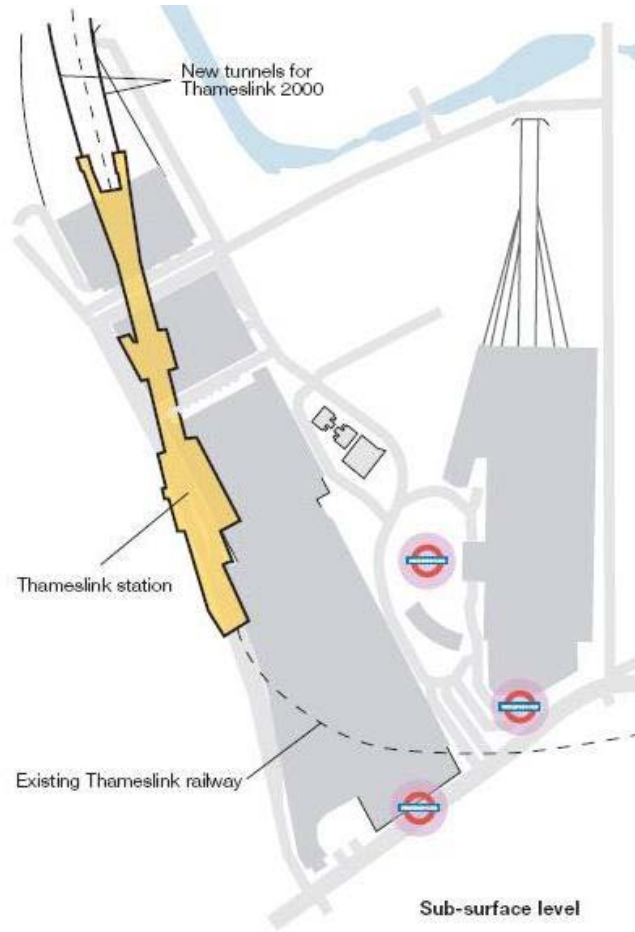 New tunnels for
Thameslink 2000
Thameslink station
Existing Thameslink railway
Sub-surface level